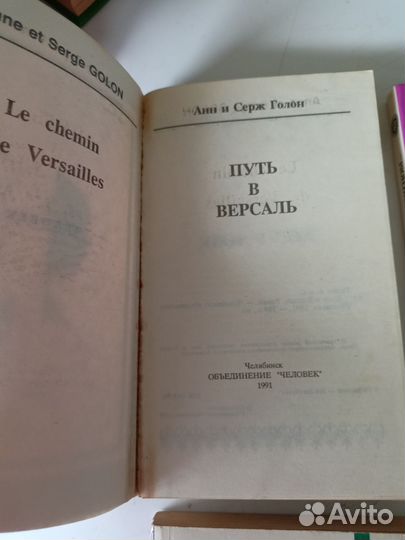 ne et Serge GOLON
Le chemin
e Versailles
Анн и Серж Голон
ПУТЬ
В
ВЕРСАЛЬ
Челябинск
ОБЪЕДИНЕНИЕ "ЧЕЛОВЕК"
1991
Avito